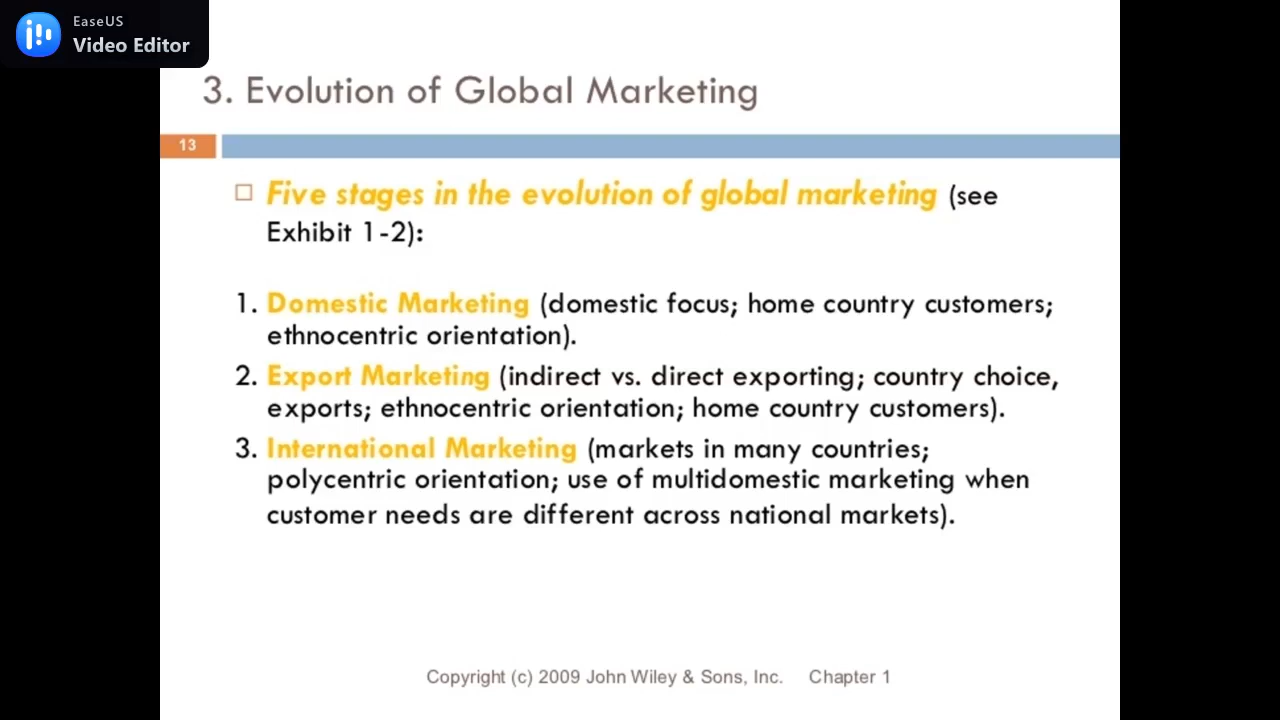 EaseUS
Video Editor
3. Evolution of Global Marketing
13
Five stages in the evolution of global marketing (see
Exhibit 1-2):
1. Domestic Marketing (domestic focus; home country customers;
ethnocentric orientation).
2. Export Marketing (indirect vs. direct exporting; country choice,
exports; ethnocentric orientation; home country customers).
3. International Marketing (markets in many countries;
polycentric orientation; use of multidomestic marketing when
customer needs are different across national markets).
Copyright (c) 2009 John Wiley & Sons, Inc. Chapter 1